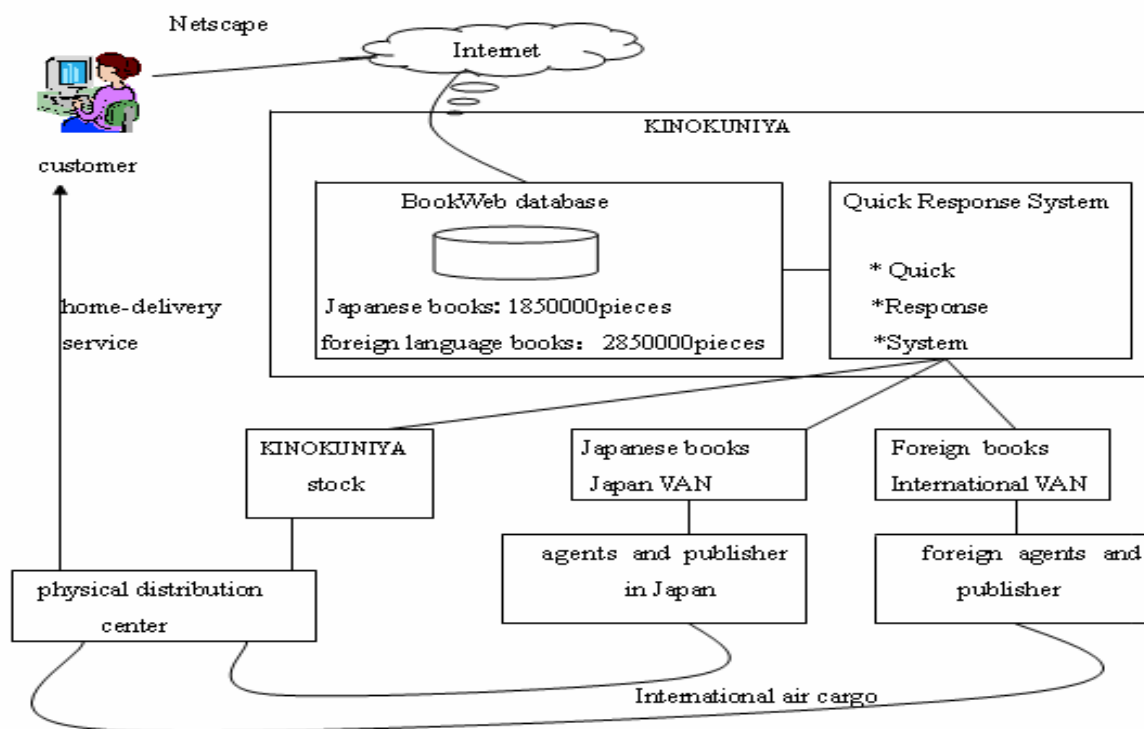 Netscape
Internet
customer
KINOKUNIYA
BookWeb database
Japanese books: 1850000pieces
foreign language books: 2850000pieces
Quick Response System
* Quick
*Response
*System
home-delivery
service
KINOKUNIYA
stock
Japanese books
Japan VAN
Foreign books
International VAN
agents and publisher
in Japan
foreign agents and
publisher
physical distribution
center
International air cargo